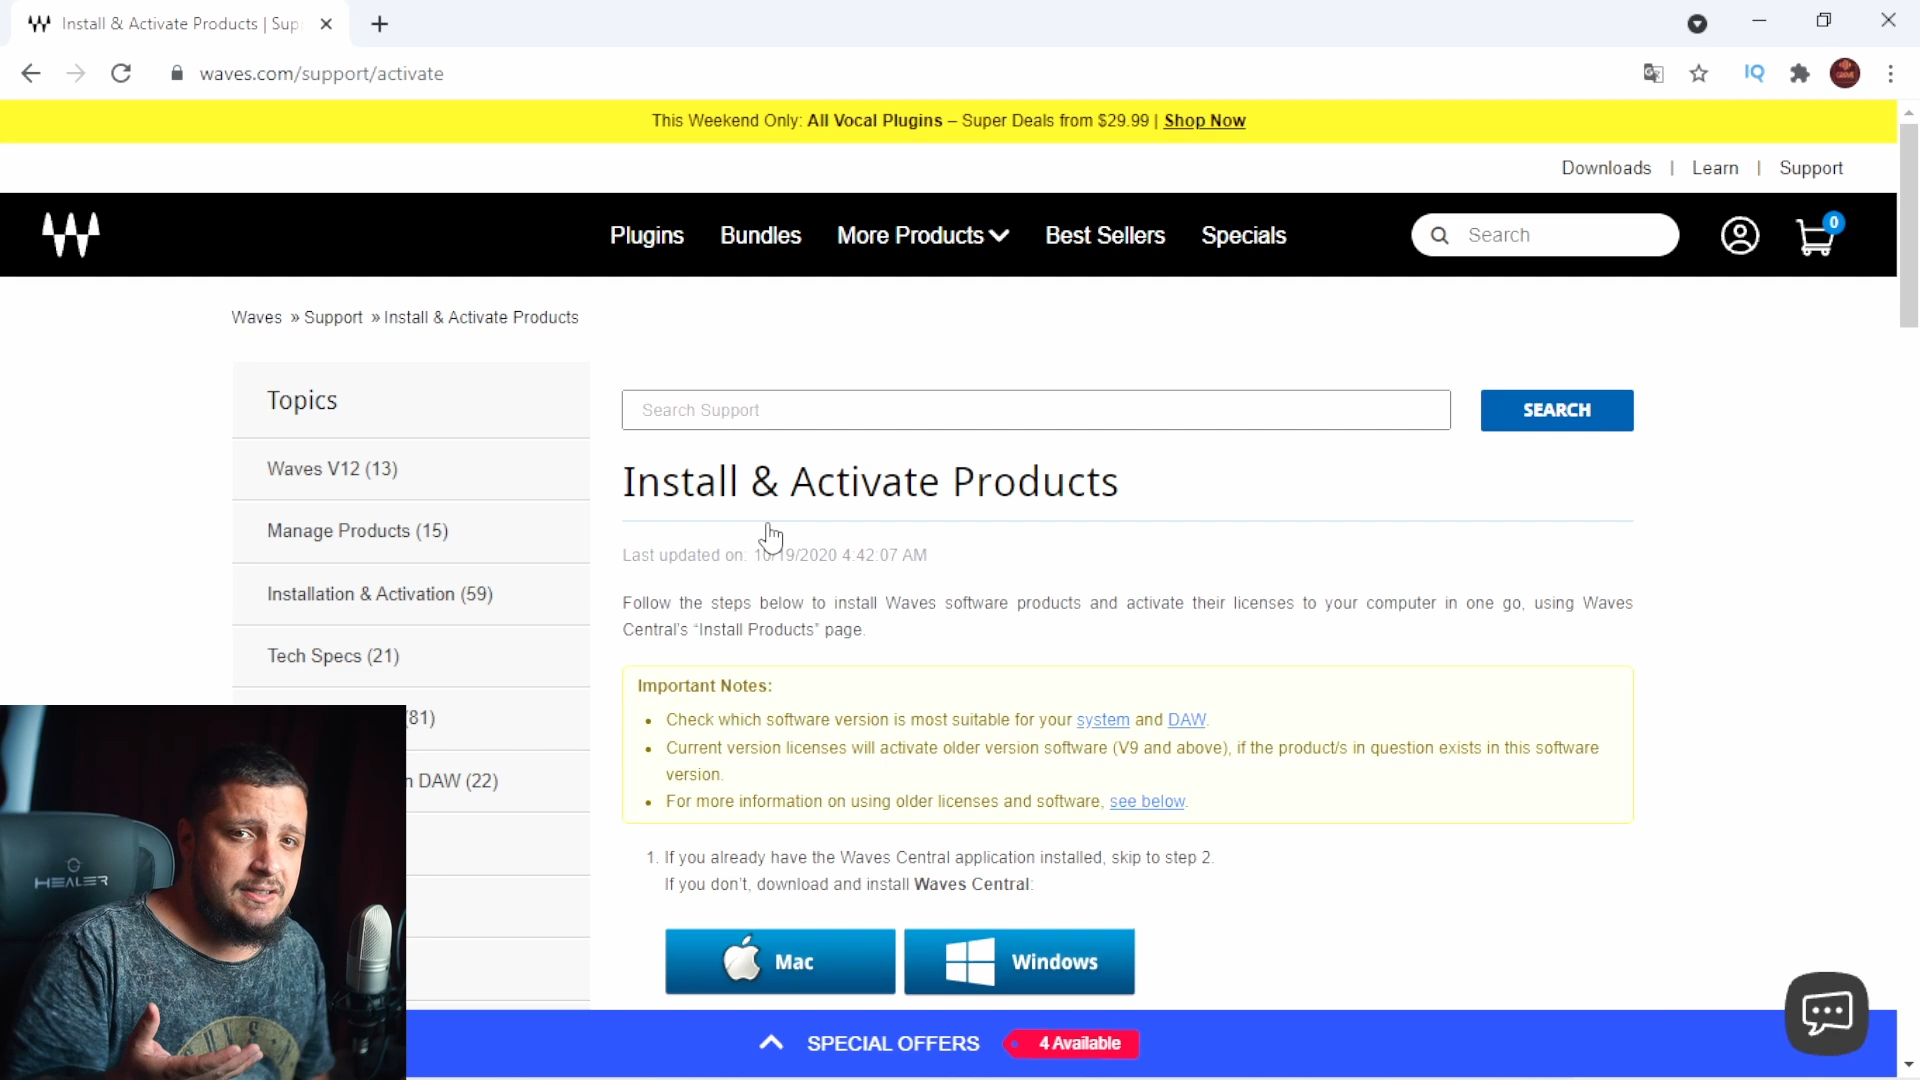 Install & Activate Products | Sup
waves.com/support/activate
IQ
This Weekend Only: All Vocal Plugins – Super Deals from $29.99 | Shop Now
Downloads | Learn | Support
Plugins Bundles More Products Best Sellers Specials
Search
0
Waves » Support » Install & Activate Products
Topics
Waves V12 (13)
Manage Products (15)
Installation & Activation (59)
Tech Specs (21)
(81)
DAW (22)
Search Support
SEARCH
Install & Activate Products
Last updated on: 10/19/2020 4:42:07 AM
Follow the steps below to install Waves software products and activate their licenses to your computer in one go, using Waves
Central's “Install Products” page.
Important Notes:
• Check which software version is most suitable for your system and DAW.
• Current version licenses will activate older version software (V9 and above), if the product/s in question exists in this software
version.
• For more information on using older licenses and software, see below.
1. If you already have the Waves Central application installed, skip to step 2.
If you don't, download and install Waves Central:
Mac
Windows
SPECIAL OFFERS
4 Available
HEALER